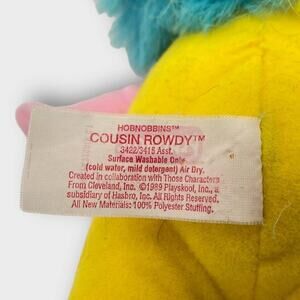 HOBNOBBINS™
COUSIN ROWDY™
3422/3415 Asst.
Surface Washable Only
(cold water, mild detergent) Air Dry.
Created in collaboration with Those Characters
From Cleveland, Inc. ©1989 Playskool, Inc., a
subsidiary of Hasbro, Inc. All rights reserved.
All New Materials: 100% Polyester Stuffing.